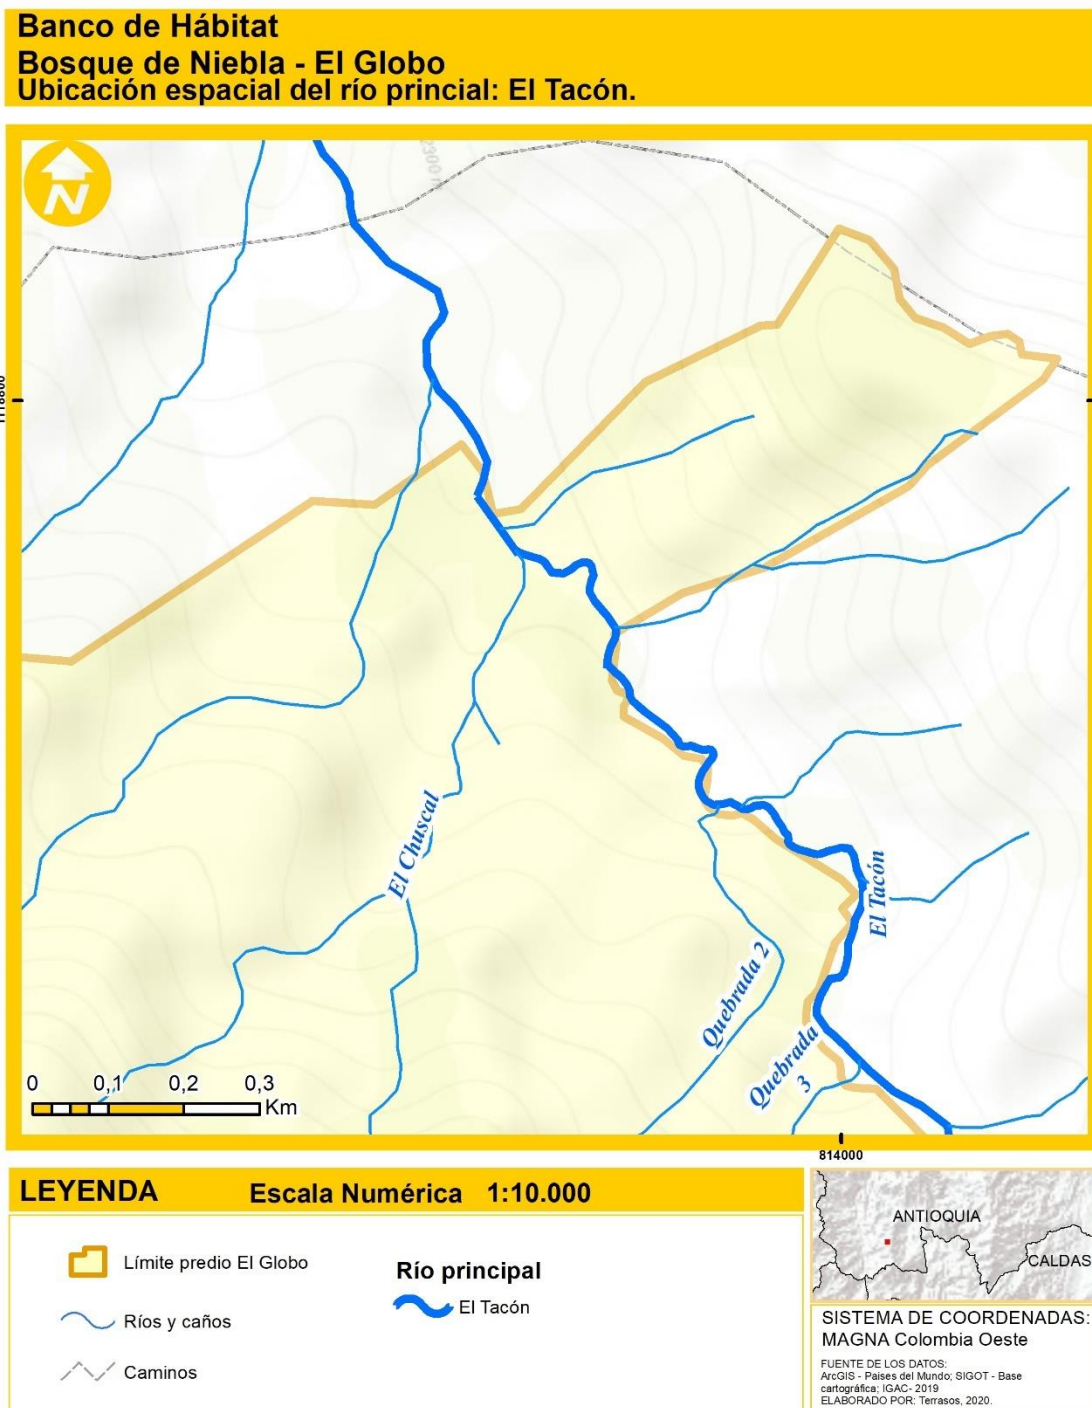 Banco de Hábitat
Bosque de Niebla - El Globo
Ubicación espacial del río princial: El Tacón.
N
El Chuscal
El Tacón
Quebrada 2
Quebrada
3
0 0,1 0,2 0,3
Km
814000
LEYENDA Escala Numérica 1:10.000
Límite predio El Globo
Ríos y caños
Caminos
Río principal
El Tacón
ANTIOQUIA
CALDAS
SISTEMA DE COORDENADAS:
MAGNA Colombia Oeste
FUENTE DE LOS DATOS:
ArcGIS - Paises del Mundo; SIGOT - Base
cartográfica; IGAC- 2019
ELABORADO POR: Terrasos, 2020.